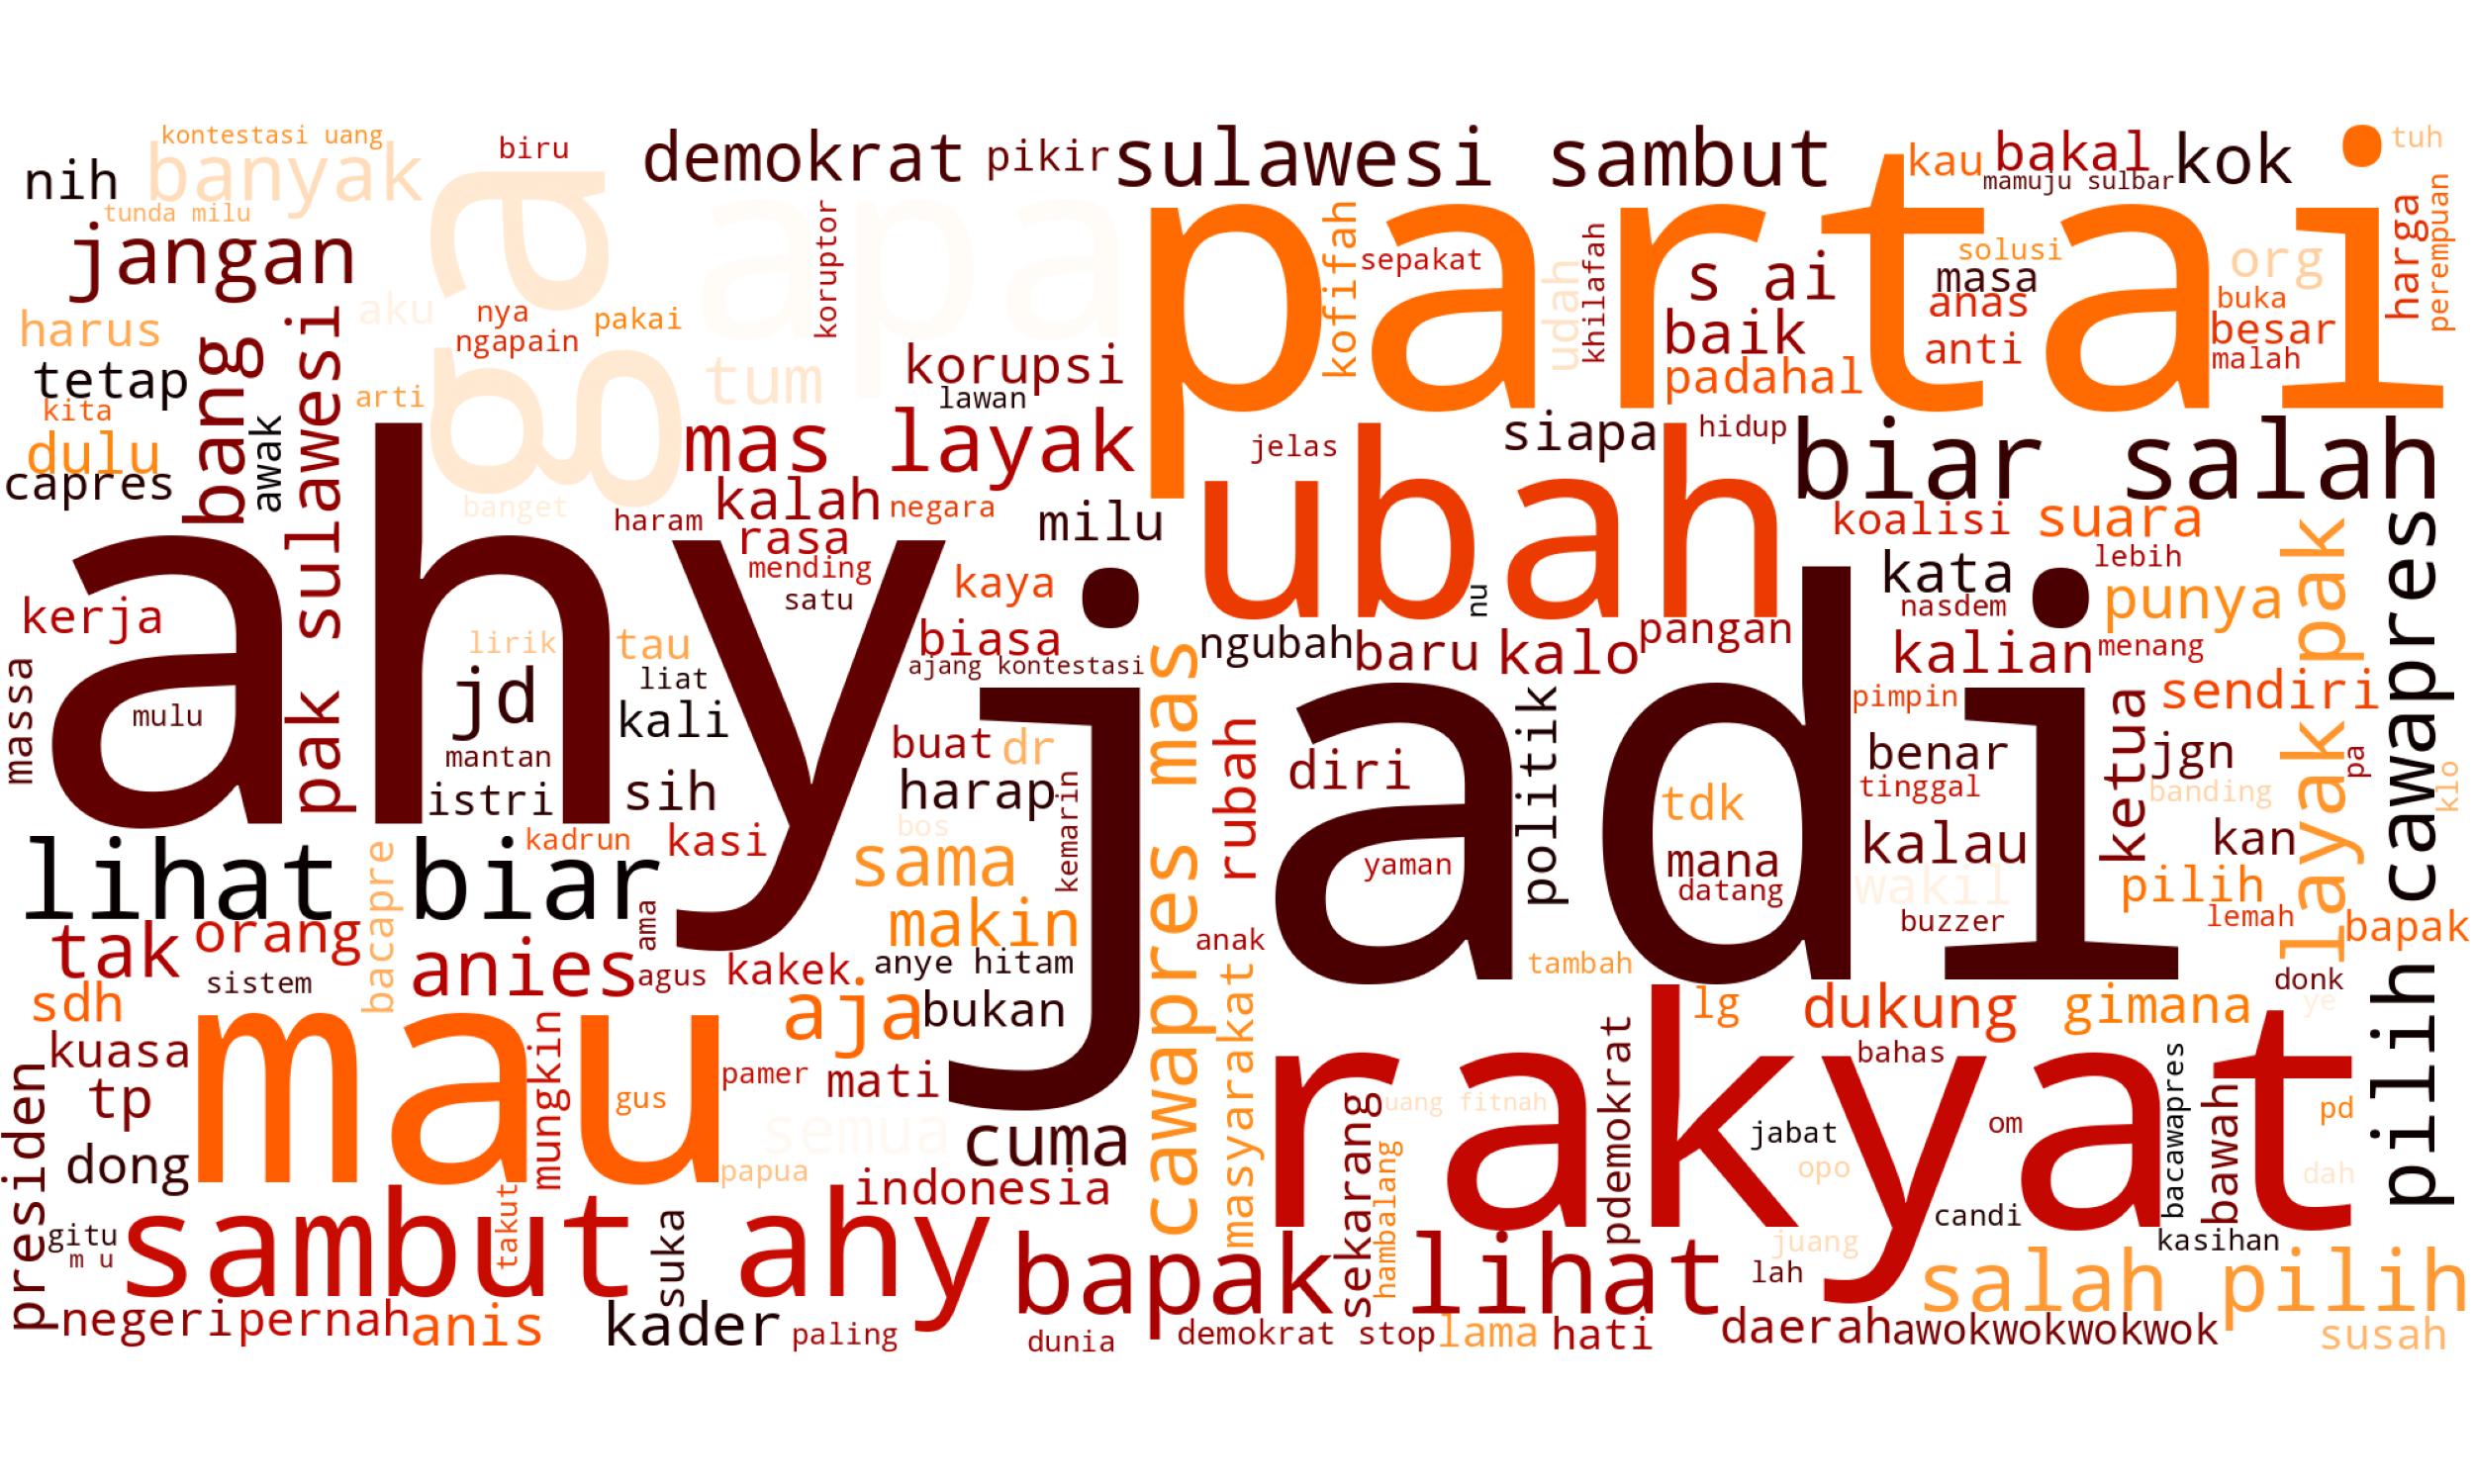 kontestasi uang
biru
demokrat
pikir
sulawesi
sambut
kau
bakal
kok
tuh
nih
banyak
mamuju sulbar
tunda milu
ga
apa
partai
jangan
koruptor
kofifah
sepakat
khilafah
udah
s ai
solusi
masa
org
harga
perempuan
aku
nya
ngapain
pakai
harus
baik
anas
anti
buka
besar
malah
tetap
bang
pak sulawesi
arti
tum
korupsi
lawan
padahal
kita
dulu
awak
capres
mas layak
jelas
siapa
hidup
biar salah
ahy
banget
haram
kalah
negara
milu
ubah
koalisi
suara
layak pak
pilih cawapres
rasa
mending
satu
kaya
nu
kata
lebih
nasdem
punya
kerja
lirik
tau
biasa
ajang kontestasi
cawapres mas
ngubah
baru
kalo
pangan
kalian
menang
massa
mulu
jd
liat
kali
jadi
pimpin
sendiri
mantan
istri
sih
buat
dr
harap
kemarin
rubah
diri
politik
tdk
benar
tinggal
ketua
jgn
pa
banding
klo
lihat biar
bacapre
kadrun
kasi
bos
sama
yaman
mana
datang
kalau
wakil
kan
pilih
tak
orang
anies
ama
makin
anak
buzzer
lemah
bapak
sistem
agus
kakek
anye hitam
tambah
donk
sdh
mau
aja
bukan
masyarakat
lg
dukung
gimana
ye
kuasa
tp
mungkin
gus
pamer
mati
rakyat
bahas
presiden
dong
semua
cuma
uang fitnah
sekarang
hambalang
pdemokrat
jabat
opo
om
bacawapres
bawah
pd
dah
papua
indonesia
gitu
m u
sambut ahy
takut
suka
bapak lihat
juang
candi
kasihan
lah
salah pilih
negeri
pernah
anis
kader
paling
dunia
demokrat stop
lama
hati
daerah
awokwokwokwok
susah